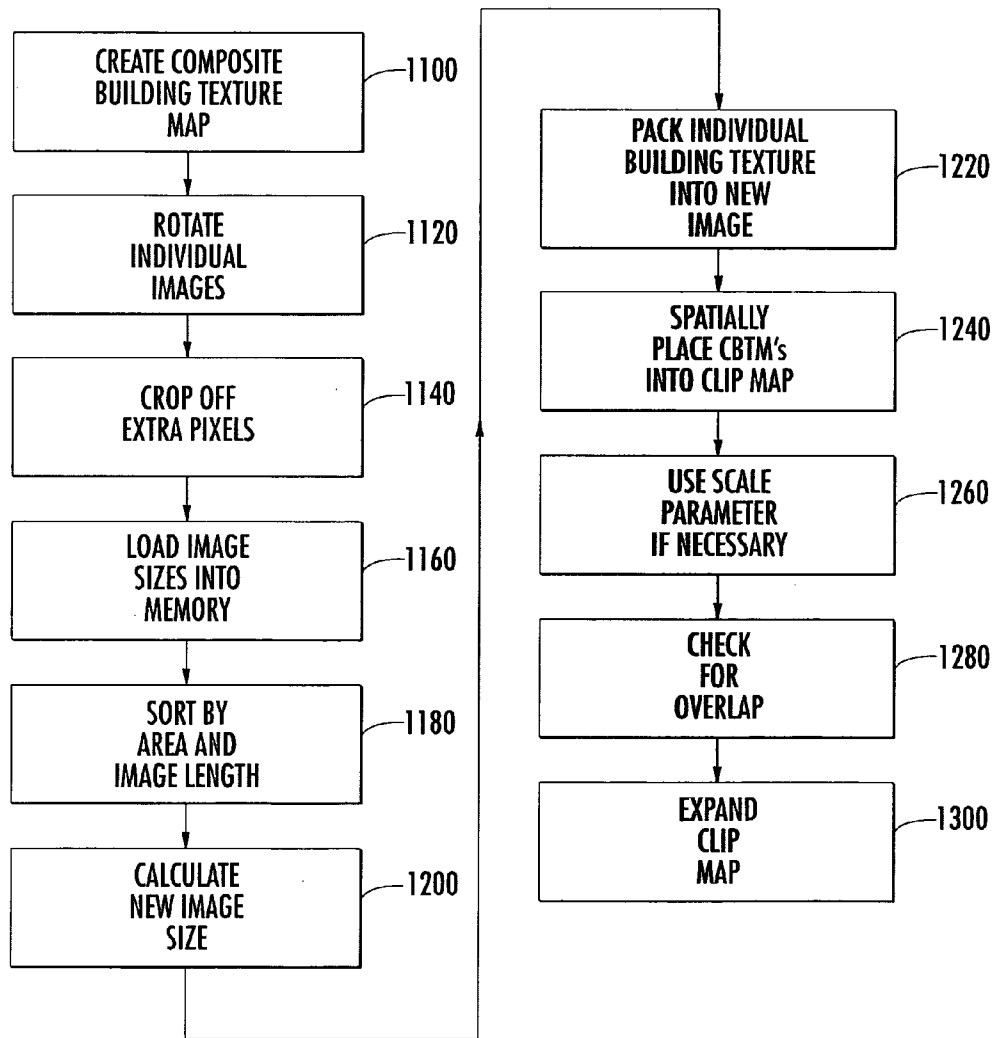 CREATE COMPOSITE
BUILDING TEXTURE
MAP
1100
ROTATE
INDIVIDUAL
IMAGES
1120
CROP OFF
EXTRA PIXELS
1140
LOAD IMAGE
SIZES INTO
MEMORY
1160
SORT BY
AREA AND
IMAGE LENGTH
1180
CALCULATE
NEW IMAGE
SIZE
1200
PACK INDIVIDUAL
BUILDING TEXTURE
INTO NEW
IMAGE
1220
SPATIALLY
PLACE CBTM's
INTO CLIP MAP
1240
USE SCALE
PARAMETER
IF NECESSARY
1260
CHECK
FOR
OVERLAP
1280
EXPAND
CLIP
MAP
1300